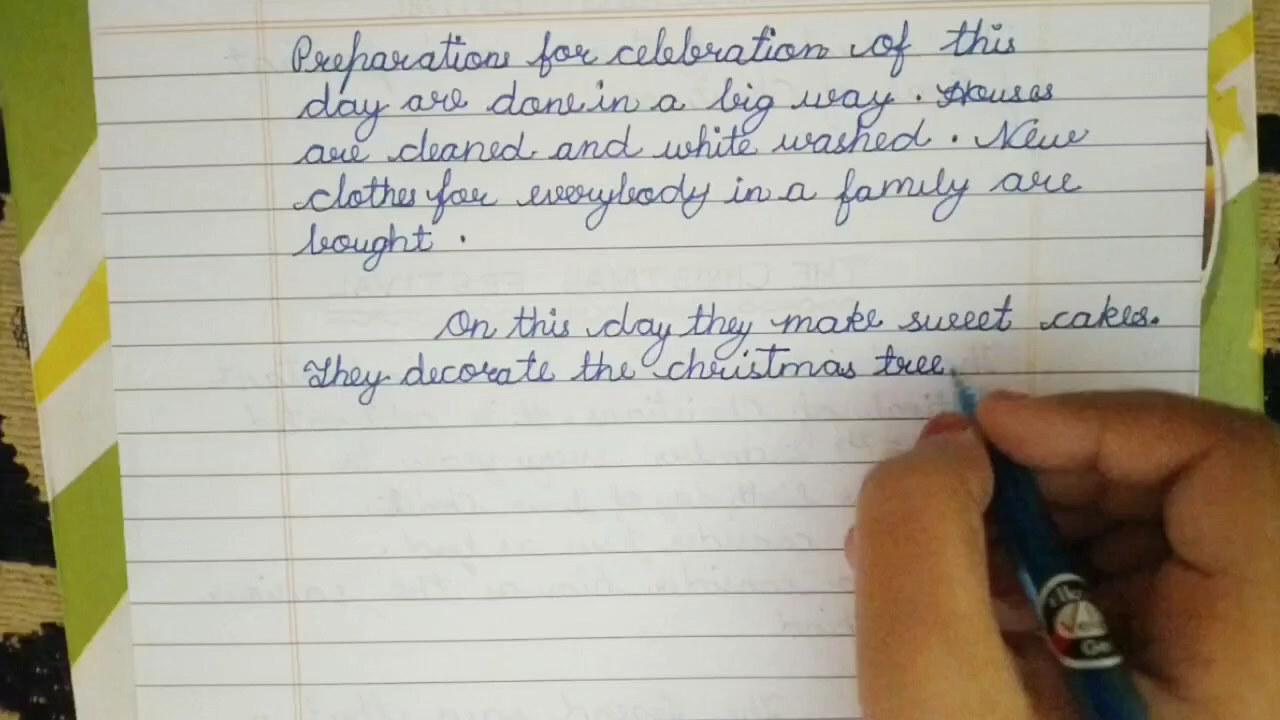 Preparations for celebration of this
day are done in a big way. Houses
are cleaned and white washed. New
clothes for everybody in a family are
bought.
On this day they make sweet cakes.
They decorate the christmas tree